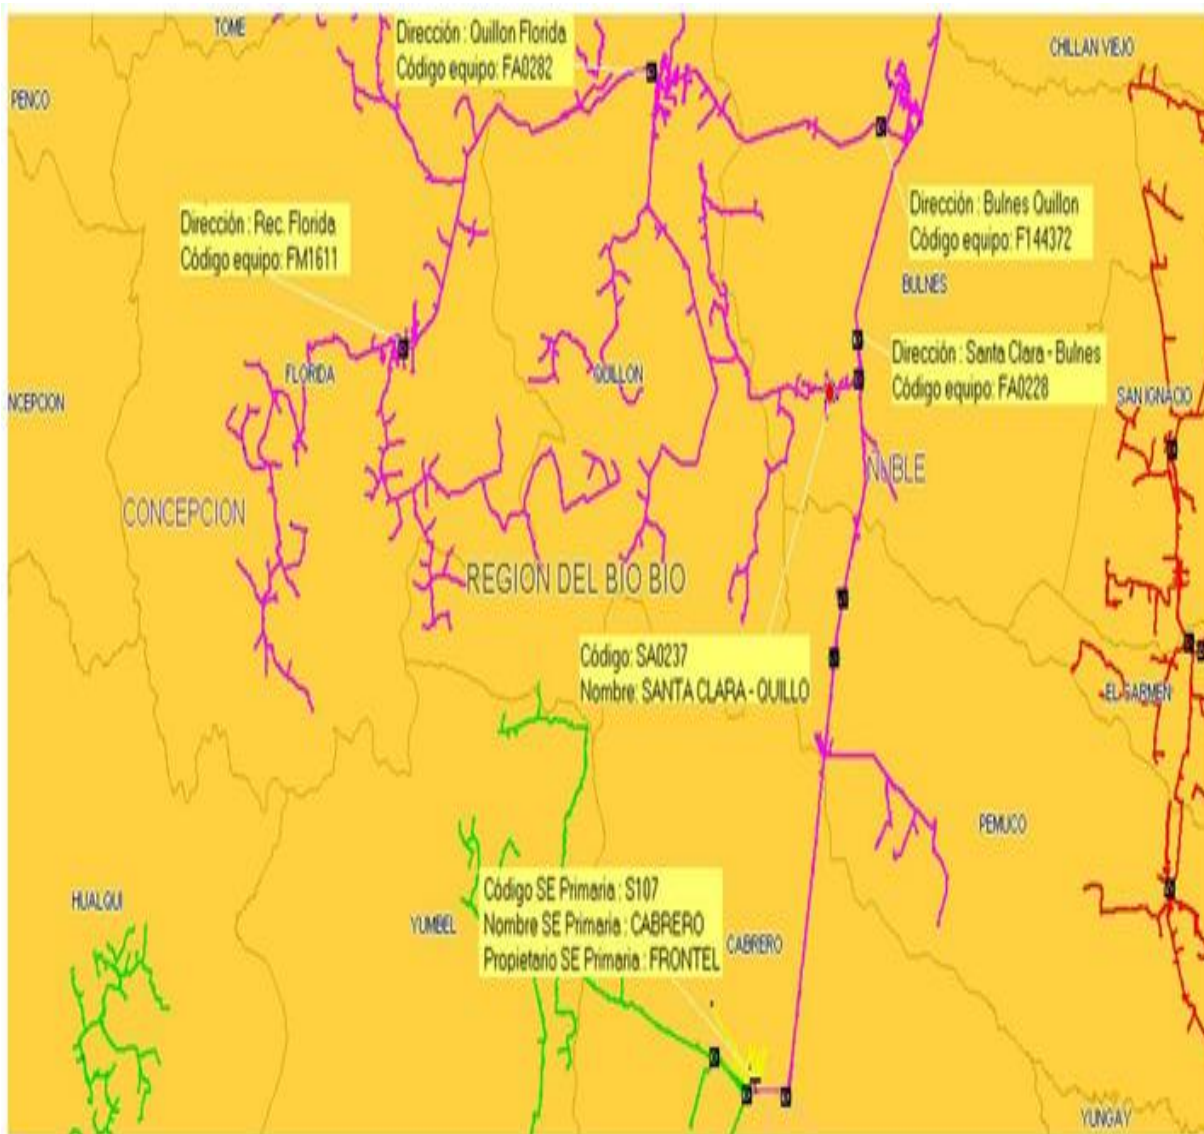 TOME
Dirección : Quillon Florida
Código equipo: FA0282
CHILLAN VIEJO
PENCO
Dirección : Rec. Florida
Código equipo: FM1611
Dirección : Bulnes Quillon
Código equipo: F144372
BULNES
Dirección : Santa Clara - Bulnes
Código equipo: FA0228
FLORIDA
QUILLON
NCEPCION
SAN IGNACIO
ÑUBLE
CONCEPCION
REGION DEL BIO BIO
Código: SA0237
Nombre: SANTA CLARA - QUILLO
EL CARMEN
PEMUCO
HUALQUI
YUMBEL
Código SE Primaria : S107
Nombre SE Primaria : CABRERO
Propietario SE Primaria : FRONTEL
CABRERO
YUNGAY